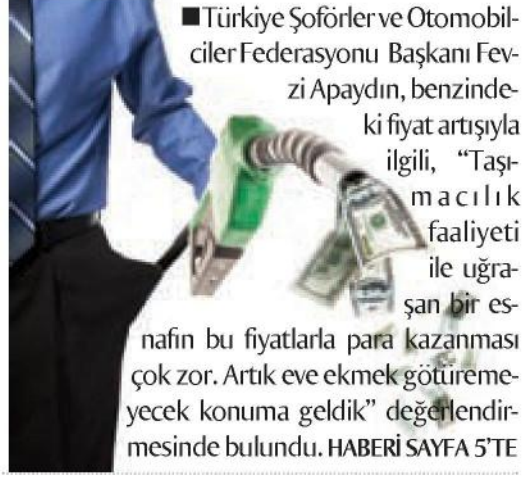 ■Türkiye Şoförler ve Otomobil-
ciler Federasyonu Başkanı Fev-
zi Apaydın, benzinde-
ki fiyat artışıyla
ilgili, “Taşı-
macılık
faaliyeti
ile uğra-
şan bir es-
nafın bu fiyatlarla para kazanması
çok zor. Artık eve ekmek götüreme-
yecek konuma geldik” değerlendir-
mesinde bulundu. HABERİ SAYFA 5’TE